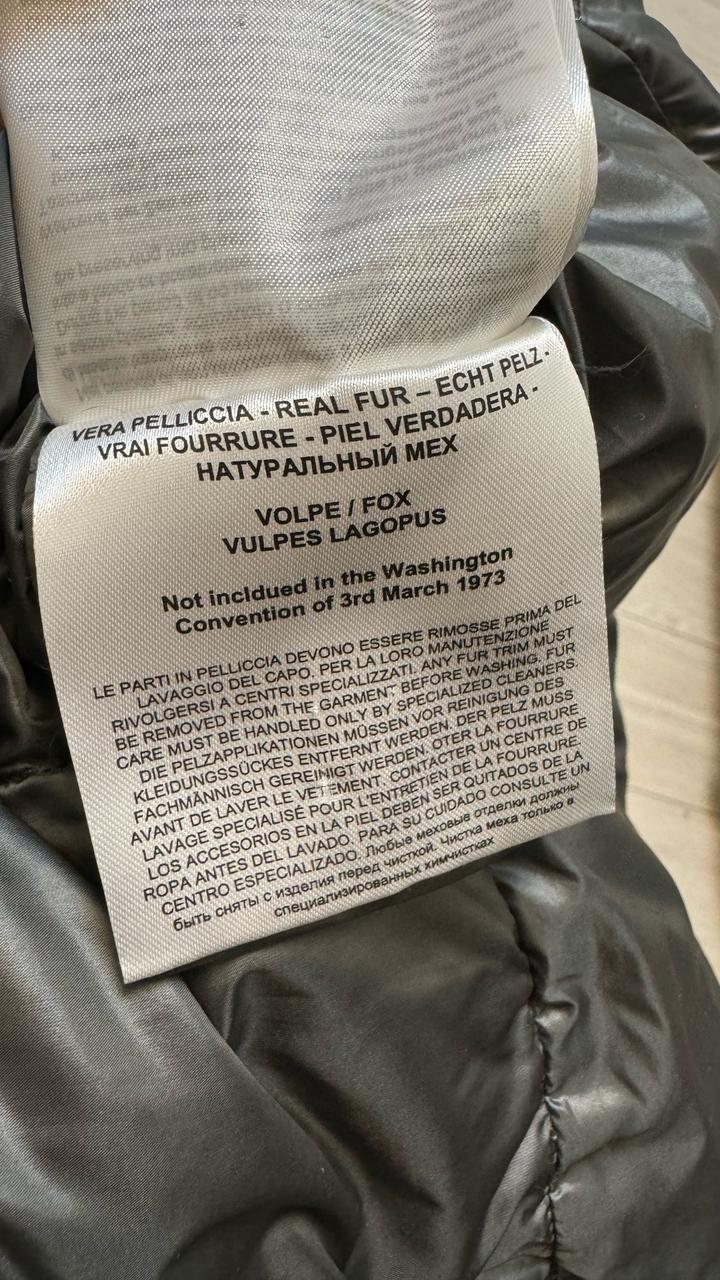 VERA PELLICCIA - REAL FUR – ECHT PELZ -
VRAI FOURRURE - PIEL VERDADERA -
НАТУРАЛЬНЫЙ МЕХ
VOLPE / FOX
VULPES LAGOPUS
Not incldued in the Washington
Convention of 3rd March 1973
LE PARTI IN PELLICCIA DEVONO ESSERE RIMOSSE PRIMA DEL
LAVAGGIO DEL CAPO. PER LA LORO MANUTENZIONE
RIVOLGERSI A CENTRI SPECIALIZZATI. ANY FUR TRIM MUST
BE REMOVED FROM THE GARMENT BEFORE WASHING. FUR
CARE MUST BE HANDLED ONLY BY SPECIALIZED CLEANERS.
DIE PELZAPPLIKATIONEN MÜSSEN VOR REINIGUNG DES
KLEIDUNGSSÜCKES ENTFERNT WERDEN. DER PELZ MUSS
FACHMÄNNISCH GEREINIGT WERDEN. OTER LA FOURRURE
AVANT DE LAVER LE VETEMENT. CONTACTER UN CENTRE DE
LAVAGE SPECIALISÉ POUR L'ENTRETIEN DE LA FOURRURE
LOS ACCESORIOS EN LA PIEL DEBEN SER QUITADOS DE LA
ROPA ANTES DEL LAVADO. PARA SU CUIDADO CONSULTE UN
CENTRO ESPECIALIZADO. Любые меховые отделки должны
быть сняты с изделия перед чисткой. Чистка меха только в
специализированных химчистках